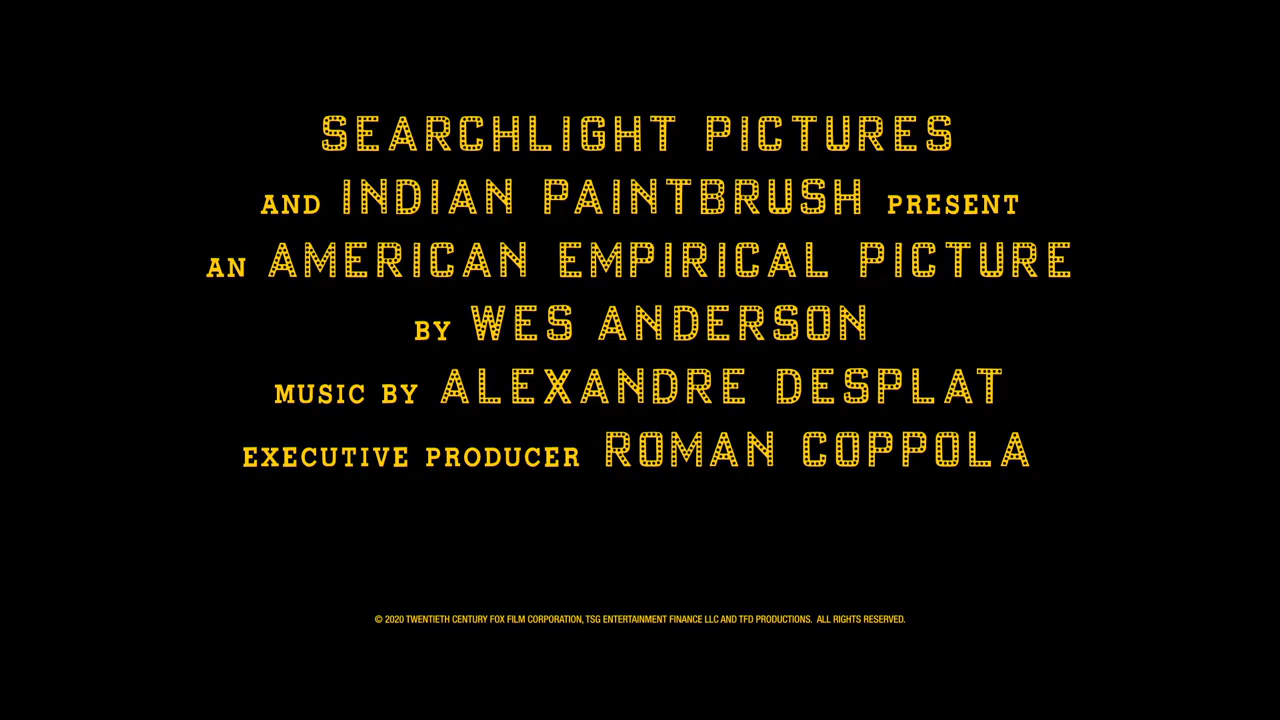 SEARCHLIGHT PICTURES
AND INDIAN PAINTBRUSH PRESENT
AN AMERICAN EMPIRICAL PICTURE
BY WES ANDERSON
MUSIC BY ALEXANDRE DESPLAT
EXECUTIVE PRODUCER ROMAN COPPOLA
© 2020 TWENTIETH CENTURY FOX FILM CORPORATION, TSG ENTERTAINMENT FINANCE LLC AND TFD PRODUCTIONS. ALL RIGHTS RESERVED.